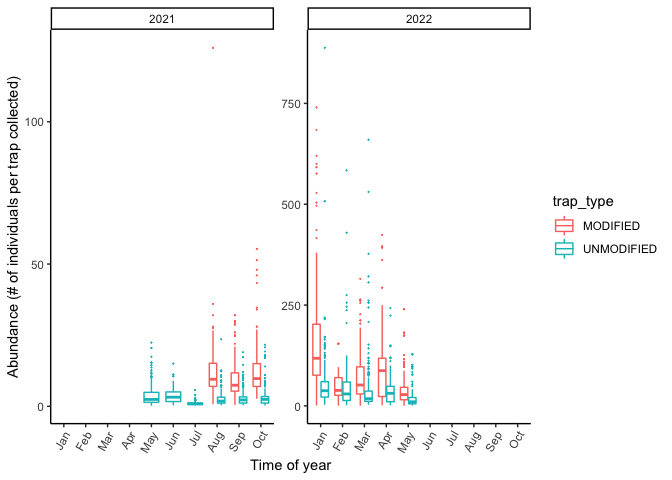 2021
2022
Abundance (# of individuals per trap collected)
100
50
0
750
500
250
0
Jan
Feb
Mar
Apr
May
Jun
Jul
Aug
Sep
Oct
Jan
Feb
Mar
Apr
May
Jun
Jul
Aug
Sep
Oct
Time of year
trap_type
MODIFIED
UNMODIFIED